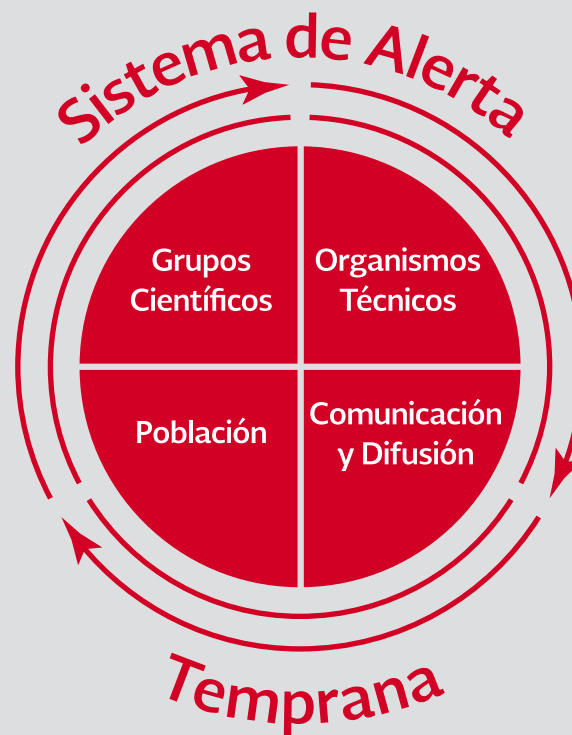 Sistema de Alerta
Grupos
Científicos
Organismos
Técnicos
Población
Comunicación
y Difusión
Temprana